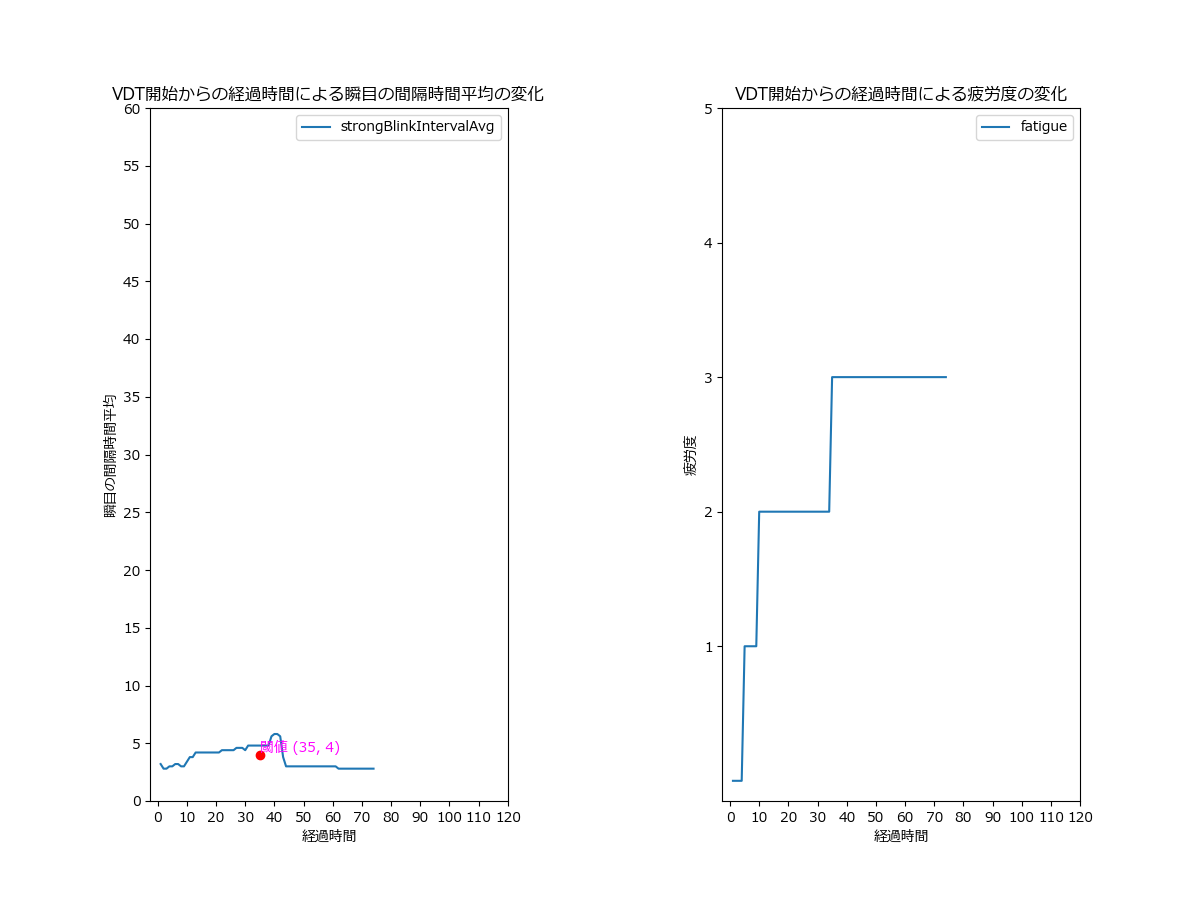 VDT開始からの経過時間による瞬目の間隔時間平均の変化
strongBlinkIntervalAvg
60
55
50
45
40
35
30
25
20
15
10
5
0
瞬目の間隔時間平均
閾値 (35, 4)
0 10 20 30 40 50 60 70 80 90 100 110 120
経過時間
VDT開始からの経過時間による疲労度の変化
fatigue
5
4
3
2
1
疲労度
0 10 20 30 40 50 60 70 80 90 100 110 120
経過時間